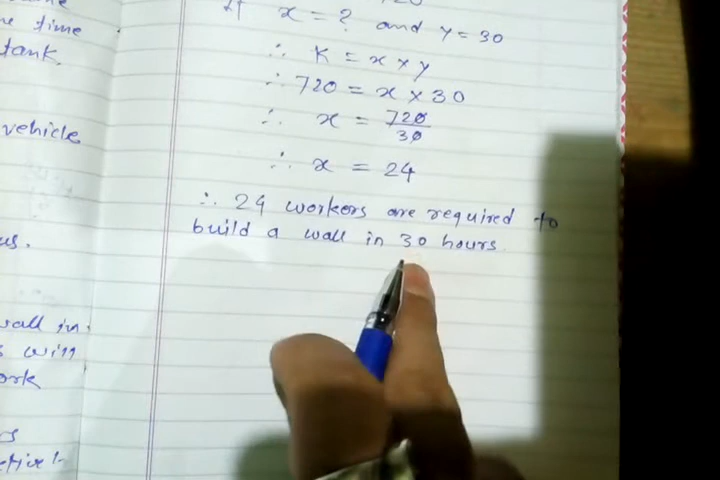 time
tank.
vehicle
If x = ? and y = 30
∴ K = x × y
∴ 720 = x × 30
∴ x = 720/30
∴ x = 24
∴ 24 workers are required to
build a wall in 30 hours
us.
wall in
will
work